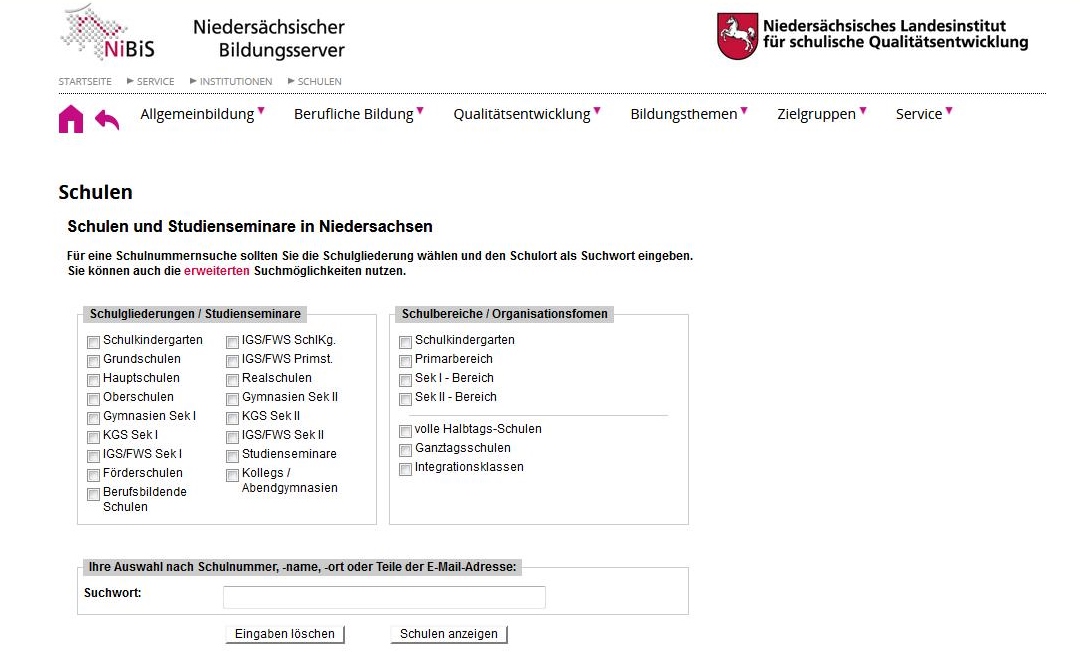 NiBiS
Niedersächsischer
Bildungsserver
Niedersächsisches Landesinstitut
für schulische Qualitätsentwicklung
STARTSEITE SERVICE INSTITUTIONEN SCHULEN
Allgemeinbildung Berufliche Bildung Qualitätsentwicklung Bildungsthemen Zielgruppen Service
Schulen
Schulen und Studienseminare in Niedersachsen
Für eine Schulnummernsuche sollten Sie die Schulgliederung wählen und den Schulort als Suchwort eingeben.
Sie können auch die erweiterten Suchmöglichkeiten nutzen.
Schulgliederungen / Studienseminare
Schulkindergarten
Grundschulen
Hauptschulen
Oberschulen
Gymnasien Sek I
KGS Sek I
IGS/FWS Sek I
Förderschulen
Berufsbildende
Schulen
IGS/FWS SchlKg.
IGS/FWS Primst.
Realschulen
Gymnasien Sek II
KGS Sek II
IGS/FWS Sek II
Studienseminare
Kollegs /
Abendgymnasien
Schulbereiche / Organisationsfomen
Schulkindergarten
Primarbereich
Sek I - Bereich
Sek II - Bereich
volle Halbtags-Schulen
Ganztagsschulen
Integrationsklassen
Ihre Auswahl nach Schulnummer, -name, -ort oder Teile der E-Mail-Adresse:
Suchwort:
Eingaben löschen Schulen anzeigen